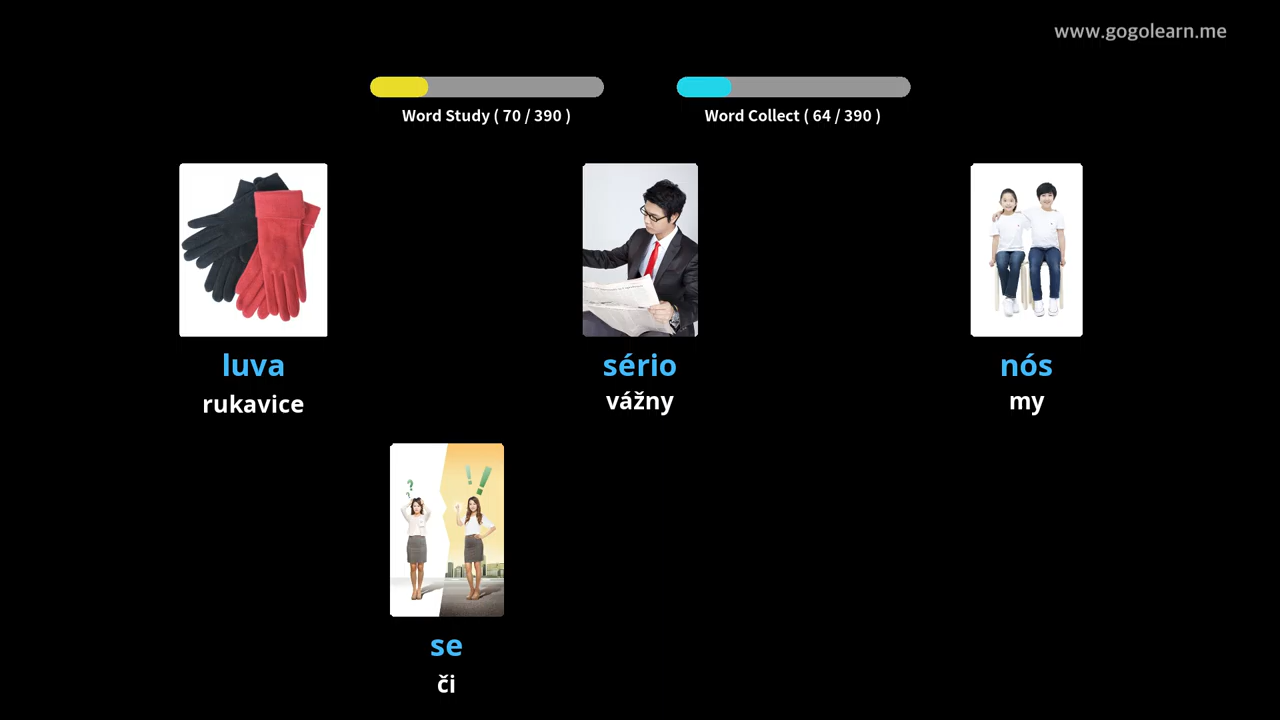 www.gogolearn.me
Word Study ( 70 / 390 )
Word Collect ( 64 / 390 )
luva
rukavice
sério
vážny
nós
my
se
či